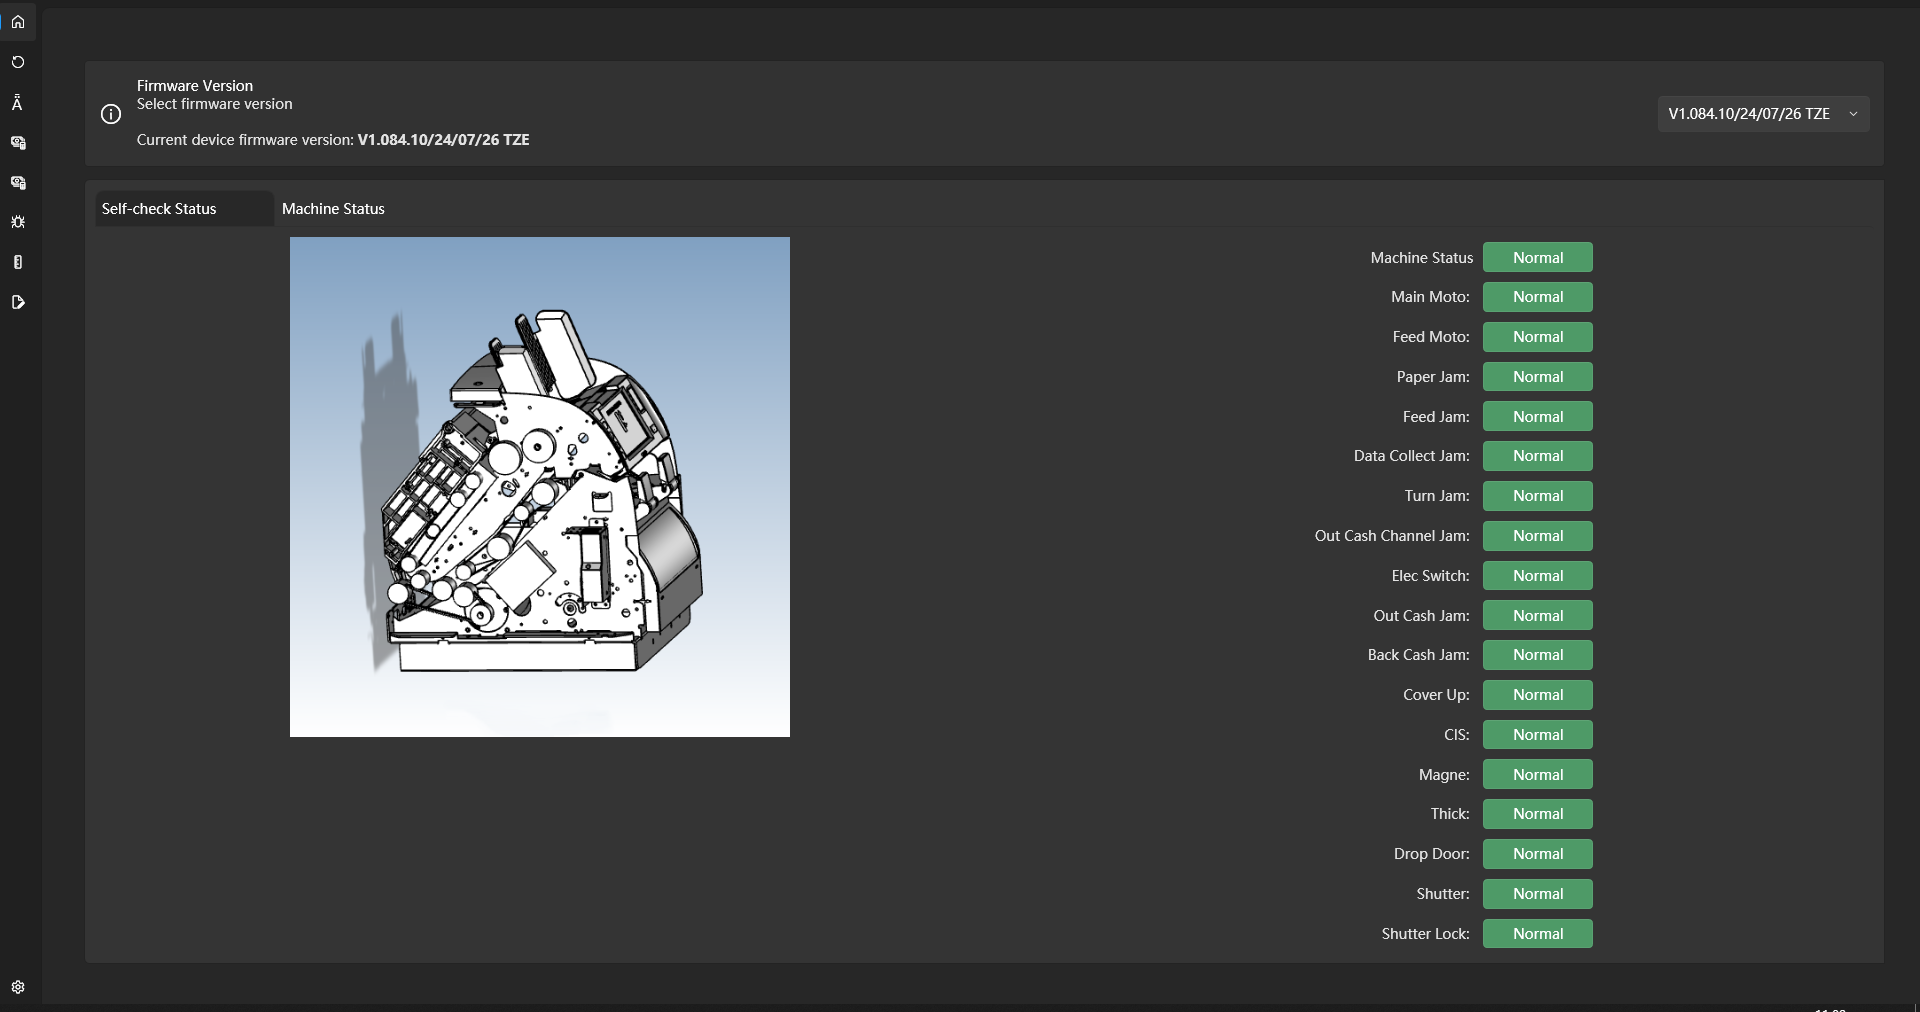 Firmware Version
Select firmware version
Current device firmware version: V1.084.10/24/07/26 TZE
V1.084.10/24/07/26 TZE
Self-check Status
Machine Status
Machine Status Normal
Main Moto: Normal
Feed Moto: Normal
Paper Jam: Normal
Feed Jam: Normal
Data Collect Jam: Normal
Turn Jam: Normal
Out Cash Channel Jam: Normal
Elec Switch: Normal
Out Cash Jam: Normal
Back Cash Jam: Normal
Cover Up: Normal
CIS: Normal
Magne: Normal
Thick: Normal
Drop Door: Normal
Shutter: Normal
Shutter Lock: Normal